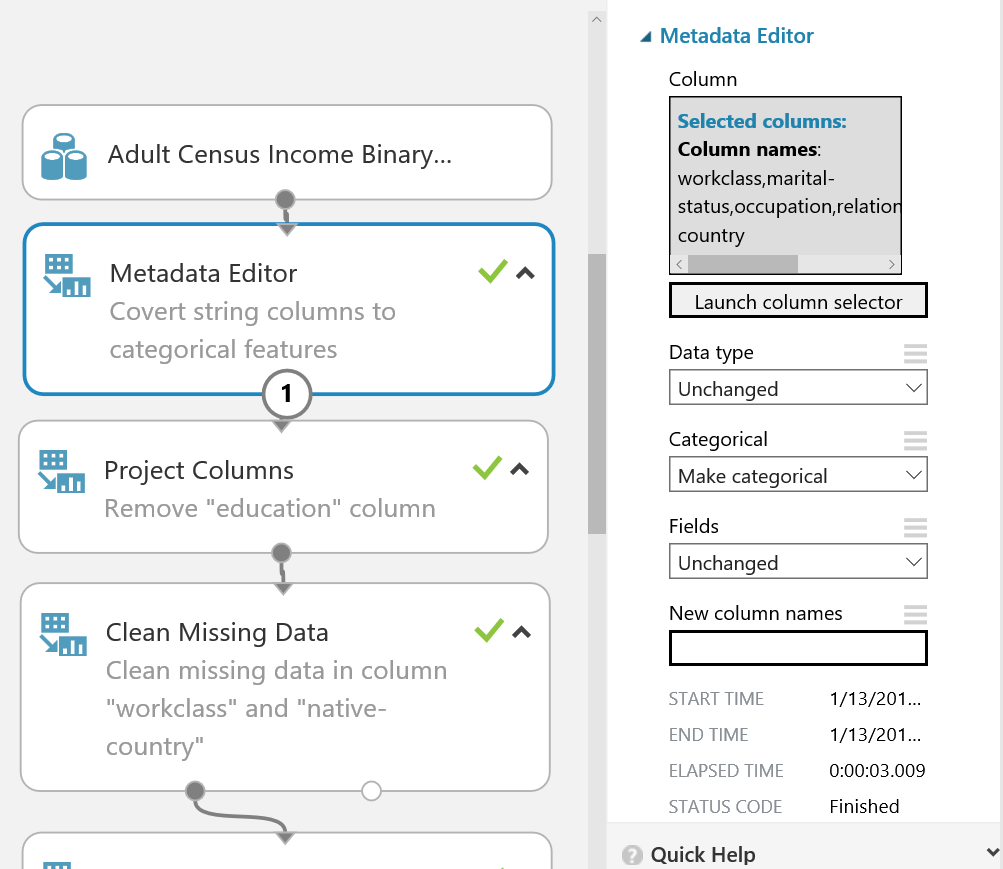 Adult Census Income Binary...
Metadata Editor
Covert string columns to
categorical features
1
Project Columns
Remove "education" column
Clean Missing Data
Clean missing data in column
"workclass" and "native-
country"
Metadata Editor
Column
Selected columns:
Column names:
workclass,marital-
status,occupation,relation
country
Launch column selector
Data type
Unchanged
Categorical
Make categorical
Fields
Unchanged
New column names
START TIME 1/13/201...
END TIME 1/13/201...
ELAPSED TIME 0:00:03.009
STATUS CODE Finished
? Quick Help